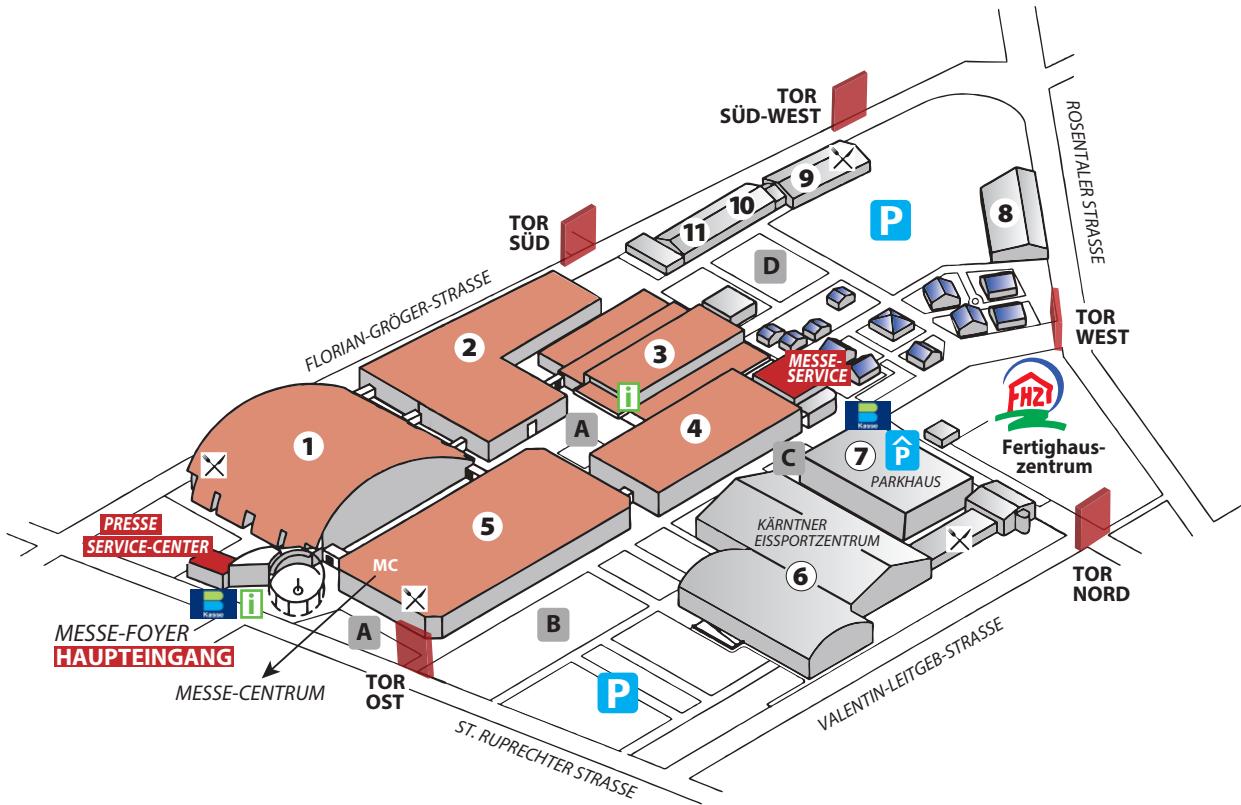 TOR
SÜD-WEST
ROSENTALER STRASSE
9
10
11
8
P
TOR
SÜD
D
FLORIAN-GRÖGER-STRASSE
2
3
TOR
WEST
MESSE-
SERVICE
i
FHZ
Kasse
A
4
1
C
7
P
PARKHAUS
Fertighaus-
zentrum
5
KÄRNTNER
EISSPORTZENTRUM
PRESSE
SERVICE-CENTER
MC
6
TOR
NORD
Kasse
i
MESSE-FOYER
HAUPTEINGANG
A
B
MESSE-CENTRUM
TOR
OST
P
VALENTIN-LEITGEB-STRASSE
ST. RUPRECHTER STRASSE